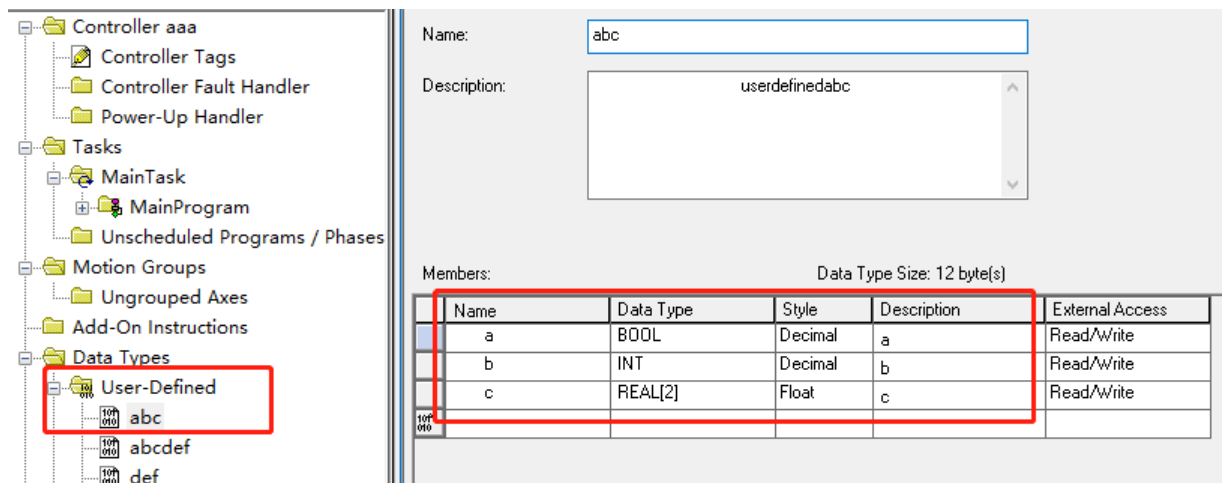 Controller aaa
Controller Tags
Controller Fault Handler
Power-Up Handler
Tasks
MainTask
MainProgram
Unscheduled Programs / Phases
Motion Groups
Ungrouped Axes
Add-On Instructions
Data Types
User-Defined
abc
abcdef
def
Name: abc
Description: userdefinedabc
Members: Data Type Size: 12 byte(s)
Name Data Type Style Description External Access
a BOOL Decimal a Read/Write
b INT Decimal b Read/Write
c REAL[2] Float c Read/Write